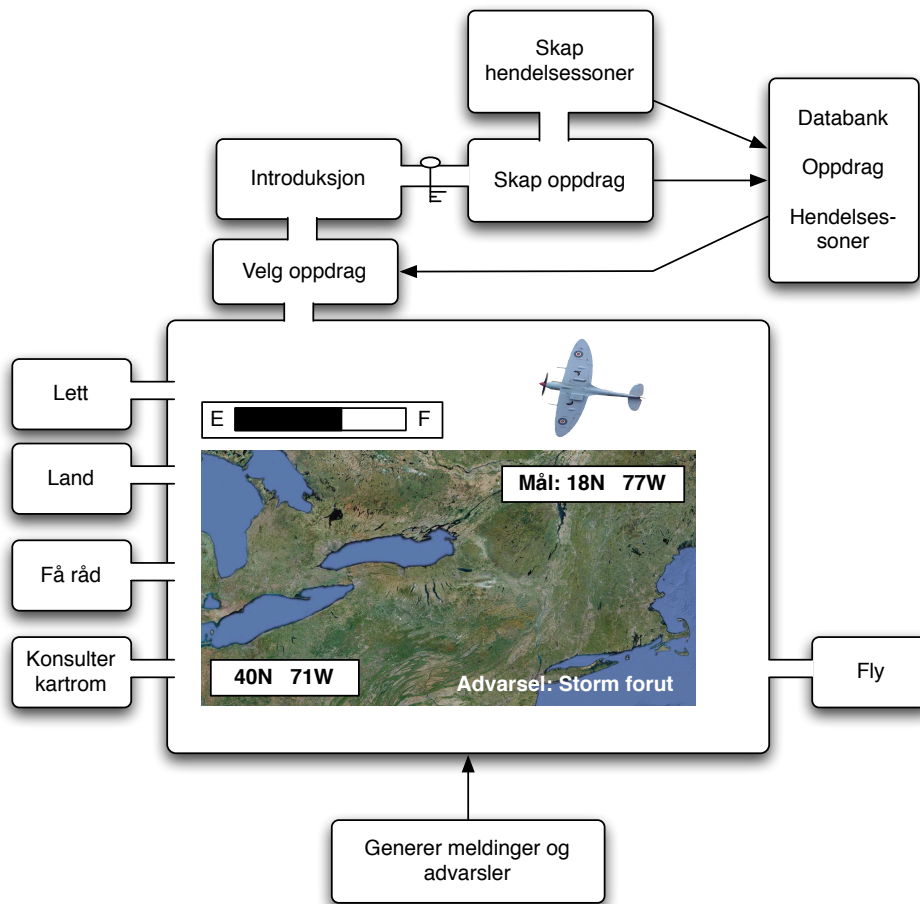 Skap
hendelsessoner
Databank
Oppdrag
Hendelses-
soner
Introduksjon
Skap oppdrag
Velg oppdrag
Lett
E F
Land
Mål: 18N 77W
Få råd
Konsulter
kartrom
40N 71W
Advarsel: Storm forut
Fly
Generer meldinger og
advarsler